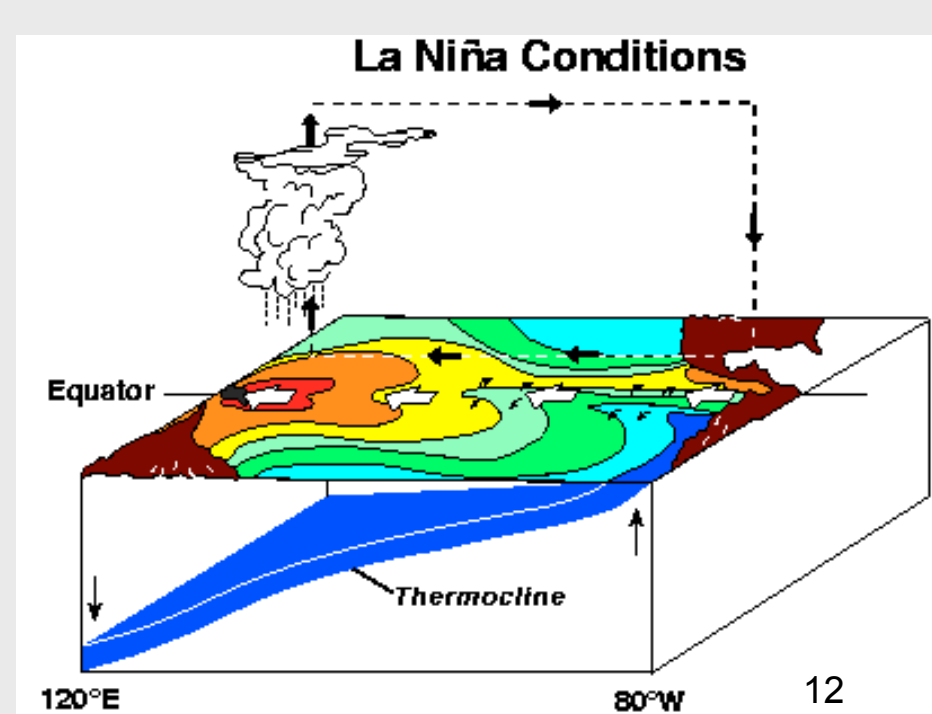 La Niña Conditions
Equator
Thermocline
120°E
80°W
12